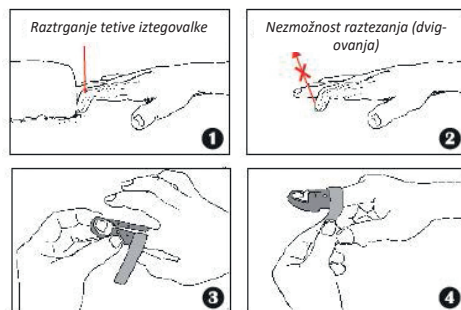 Raztrganje tetive iztegovalke
1
Nezmožnost raztezanja (dvig-
ovanja)
2
3
4